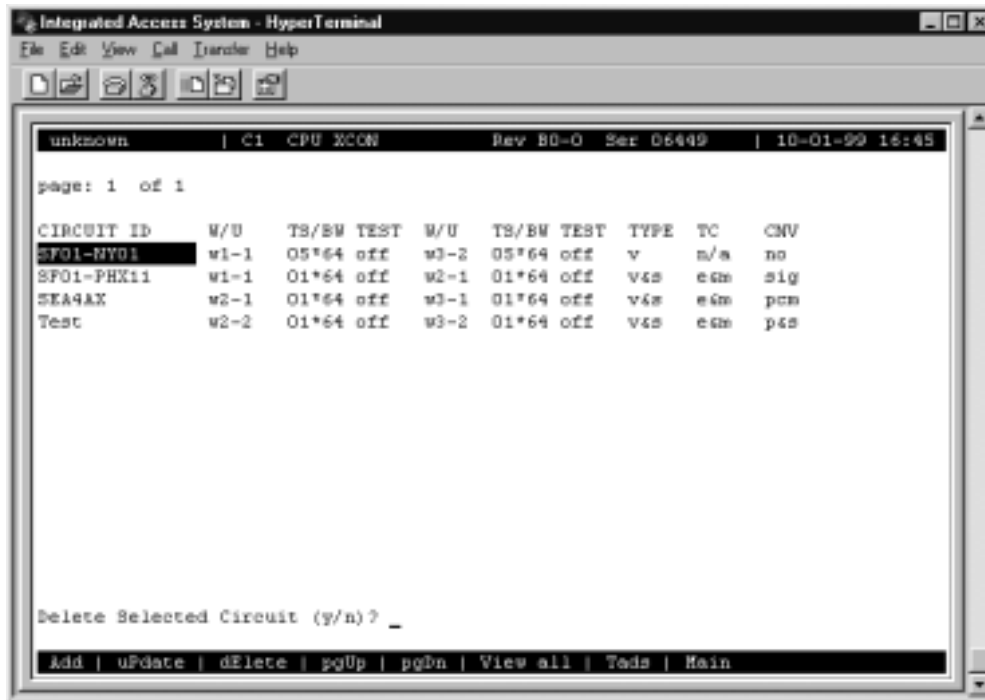 Integrated Access System - HyperTerminal
File Edit View Call Transfer Help
unknown | C1 CPU XCON Rev B0-0 Ser 06449 | 10-01-99 16:45
page: 1 of 1
CIRCUIT ID W/U TS/BW TEST W/U TS/BW TEST TYPE TC CNV
SF01-NY01 w1-1 05*64 off w3-2 05*64 off v n/a no
SF01-PHX11 w1-1 01*64 off w2-1 01*64 off v&s e&m sig
SEA4AX w2-1 01*64 off w3-1 01*64 off v&s e&m pcm
Test w2-2 01*64 off w3-2 01*64 off v&s e&m p&s
Delete Selected Circuit (y/n)? _
Add | uPdate | dElete | pgUp | pgDn | View all | Tads | Main